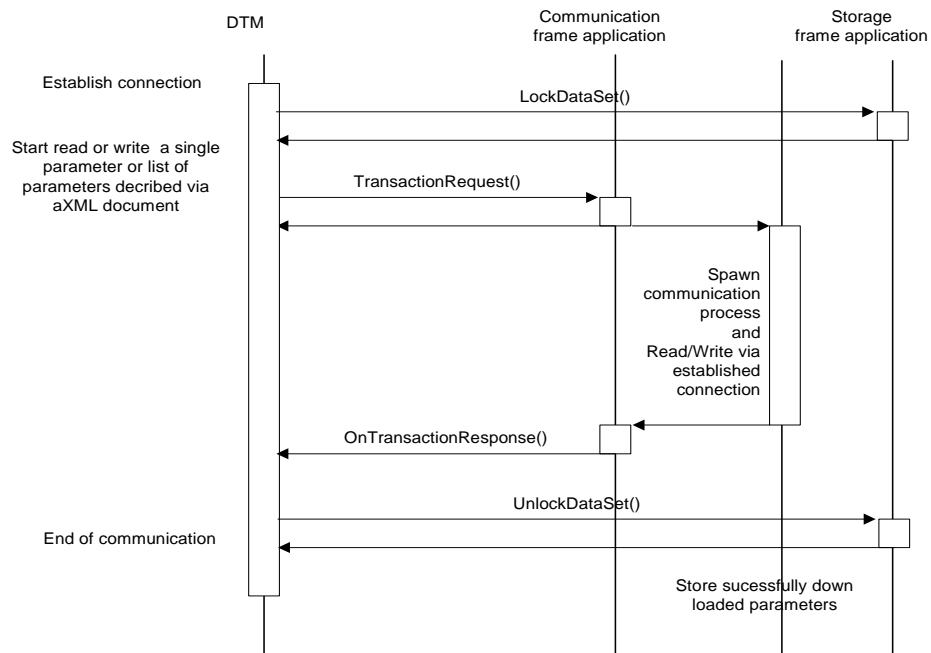 DTM
Communication
frame application
Storage
frame application
Establish connection
LockDataSet()
Start read or write a single
parameter or list of
parameters decribed via
aXML document
TransactionRequest()
Spawn
communication
process
and
Read/Write via
established
connection
OnTransactionResponse()
UnlockDataSet()
End of communication
Store sucessfully down
loaded parameters